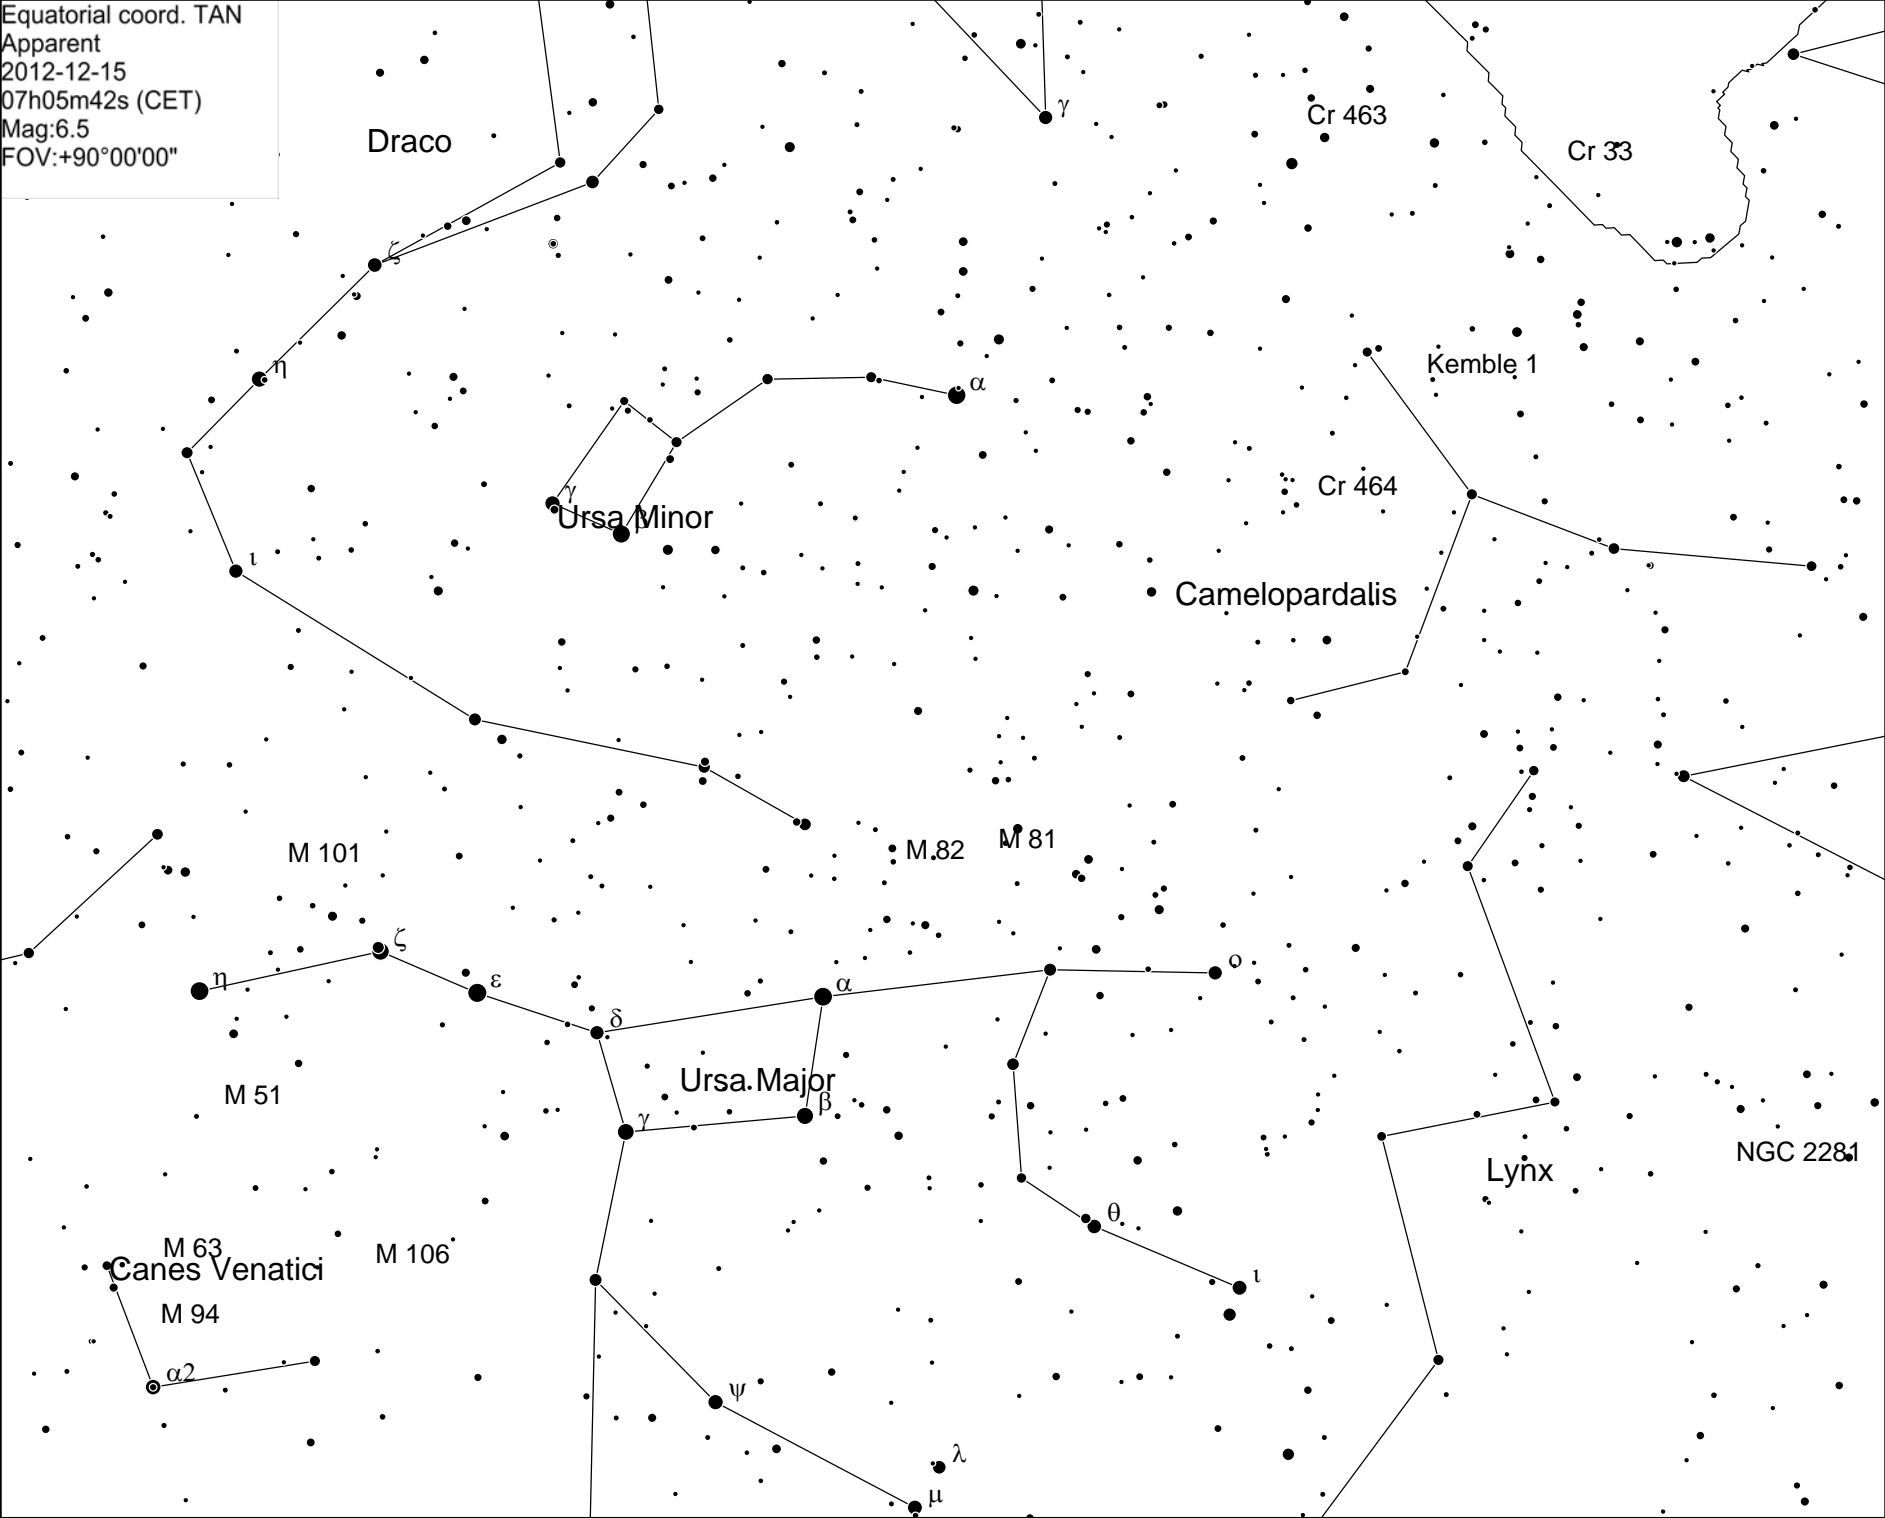 Equatorial coord. TAN
Apparent
2012-12-15
07h05m42s (CET)
Mag:6.5
FOV:+90°00'00"
γ
Cr 463
Draco
Cr 33
ζ
η
Kemble 1
α
Cr 464
γ
Ursa Minor
β
ι
Camelopardalis
M 101
M 82
M 81
ζ
ο
η
ε
α
δ
Ursa Major
M 51
β
γ
NGC 2281
Lynx
θ
M 63
M 106
Canes Venatici
ι
M 94
α2
ψ
λ
μ